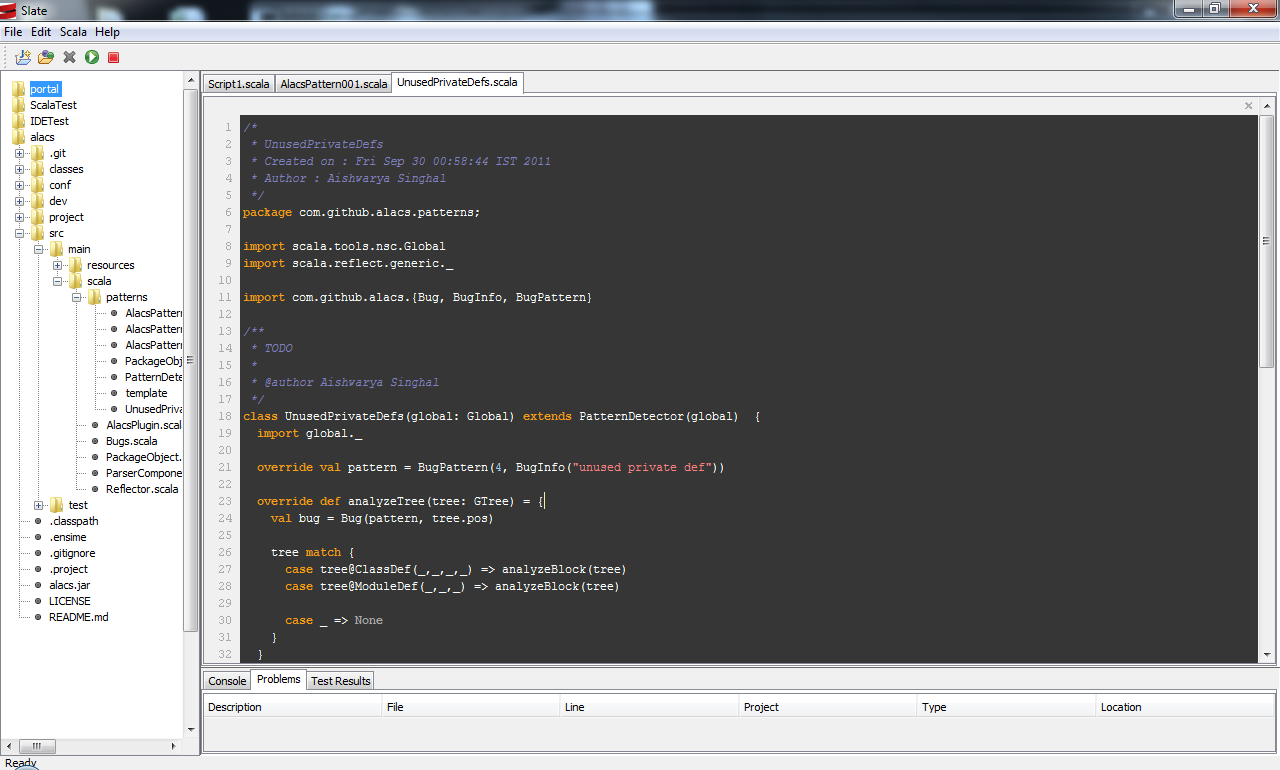 Slate
File Edit Scala Help
portal
ScalaTest
IDETest
alacs
.git
classes
conf
dev
project
src
main
resources
scala
patterns
AlacsPatter
AlacsPatter
AlacsPatter
PackageObj
PatternDete
template
UnusedPriva
AlacsPlugin.scal
Bugs.scala
PackageObject.
ParserCompone
Reflector.scala
test
.classpath
.ensime
.gitignore
.project
alacs.jar
LICENSE
README.md
Script1.scala AlacsPattern001.scala UnusedPrivateDefs.scala
1 /*
2 * UnusedPrivateDefs
3 * Created on : Fri Sep 30 00:58:44 IST 2011
4 * Author : Aishwarya Singhal
5 */
6 package com.github.alacs.patterns;
7
8 import scala.tools.nsc.Global
9 import scala.reflect.generic._
10
11 import com.github.alacs.{Bug, BugInfo, BugPattern}
12
13 /**
14 * TODO
15 *
16 * @author Aishwarya Singhal
17 */
18 class UnusedPrivateDefs(global: Global) extends PatternDetector(global) {
19 import global._
20
21 override val pattern = BugPattern(4, BugInfo("unused private def"))
22
23 override def analyzeTree(tree: GTree) = {
24 val bug = Bug(pattern, tree.pos)
25
26 tree match {
27 case tree@ClassDef(_,_,_,_) => analyzeBlock(tree)
28 case tree@ModuleDef(_,_,_) => analyzeBlock(tree)
29
30 case _ => None
31 }
32 }
Console Problems Test Results
Description File Line Project Type Location
Ready